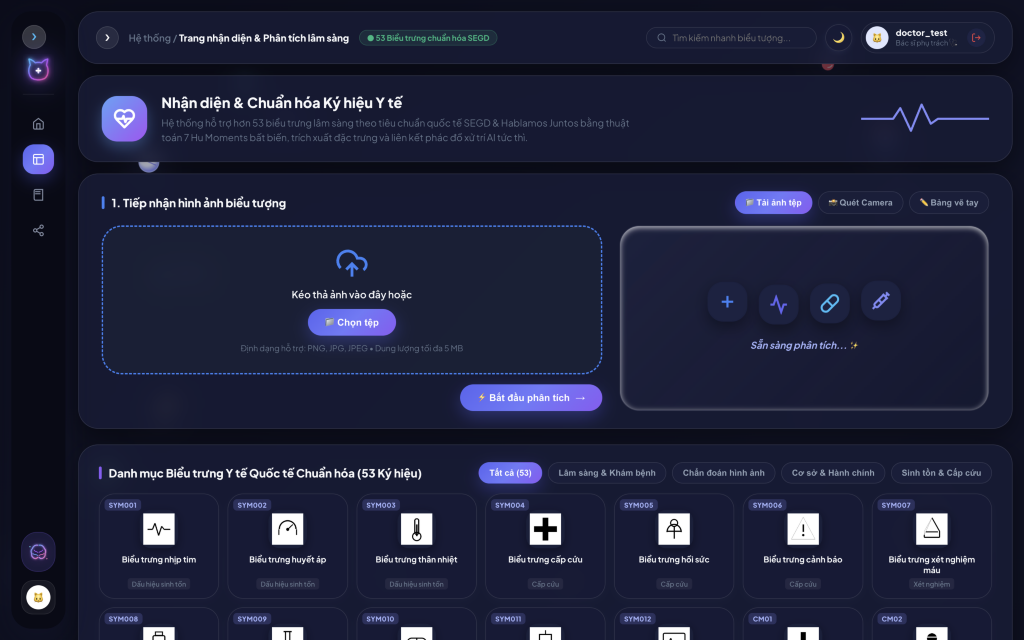 Hệ thống / Trang nhận diện & Phân tích lâm sàng
53 Biểu trưng chuẩn hóa SEGD
Tìm kiếm nhanh biểu tượng...
doctor_test
Bác sĩ phụ trách
Nhận diện & Chuẩn hóa Ký hiệu Y tế
Hệ thống hỗ trợ hơn 53 biểu trưng lâm sàng theo tiêu chuẩn quốc tế SEGD & Hablamos Juntos bằng thuật
toán 7 Hu Moments bất biến, trích xuất đặc trưng và liên kết phác đồ xử trí AI tức thì.
1. Tiếp nhận hình ảnh biểu tượng
Tải ảnh tệp
Quét Camera
Bảng vẽ tay
Kéo thả ảnh vào đây hoặc
Chọn tệp
Định dạng hỗ trợ: PNG, JPG, JPEG • Dung lượng tối đa 5 MB
Sẵn sàng phân tích...
Bắt đầu phân tích →
Danh mục Biểu trưng Y tế Quốc tế Chuẩn hóa (53 Ký hiệu)
Tất cả (53)
Lâm sàng & Khám bệnh
Chẩn đoán hình ảnh
Cơ sở & Hành chính
Sinh tồn & Cấp cứu
SYM001
Biểu trưng nhịp tim
Dấu hiệu sinh tồn
SYM002
Biểu trưng huyết áp
Dấu hiệu sinh tồn
SYM003
Biểu trưng thân nhiệt
Dấu hiệu sinh tồn
SYM004
Biểu trưng cấp cứu
Cấp cứu
SYM005
Biểu trưng hồi sức
Cấp cứu
SYM006
Biểu trưng cảnh báo
Cấp cứu
SYM007
Biểu trưng xét nghiệm
máu
Xét nghiệm
SYM008
SYM009
SYM010
SYM011
SYM012
CM01
CM02